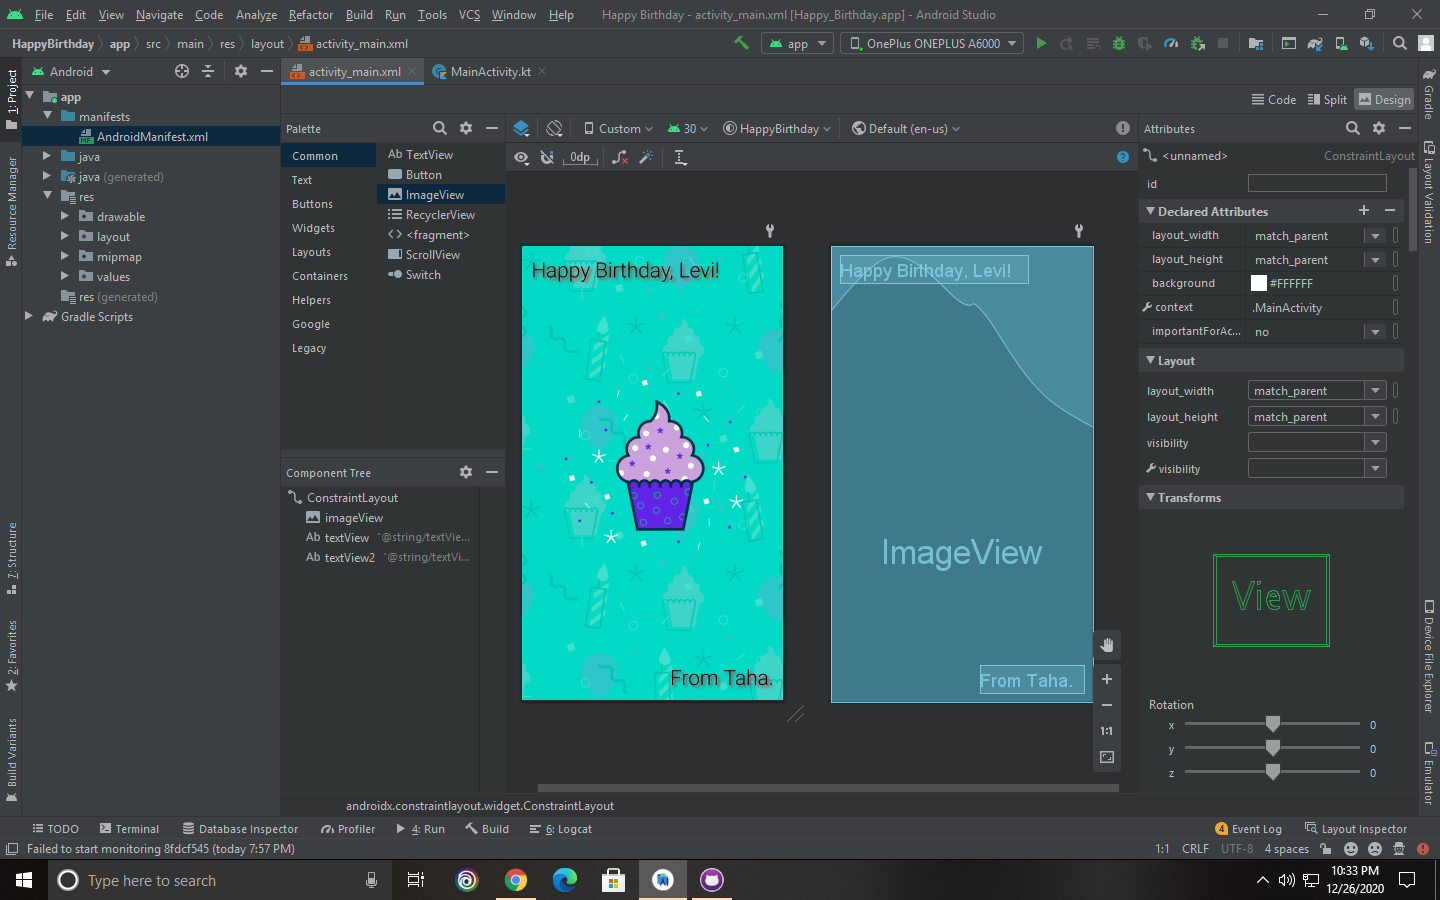 File Edit View Navigate Code Analyze Refactor Build Run Tools VCS Window Help Happy Birthday - activity_main.xml [Happy_Birthday.app] - Android Studio
HappyBirthday app src main res layout activity_main.xml app OnePlus ONEPLUS A6000
Android activity_main.xml MainActivity.kt
Code Split Design
1: Project
Resource Manager
7: Structure
2: Favorites
Build Variants
app
manifests
AndroidManifest.xml
java
java (generated)
res
drawable
layout
mipmap
values
res (generated)
Gradle Scripts
Palette
Common
Text
Buttons
Widgets
Layouts
Containers
Helpers
Google
Legacy
Ab TextView
Button
ImageView
RecyclerView
<fragment>
ScrollView
Switch
Component Tree
ConstraintLayout
imageView
Ab textView "@string/textVie...
Ab textView2 "@string/textVi...
Custom 30 HappyBirthday Default (en-us)
0dp
Happy Birthday, Levi!
From Taha.
Happy Birthday, Levi!
ImageView
From Taha.
1:1
Attributes
<unnamed> ConstraintLayout
id
Declared Attributes
layout_width match_parent
layout_height match_parent
background #FFFFFF
context .MainActivity
importantForAc... no
Layout
layout_width match_parent
layout_height match_parent
visibility
visibility
Transforms
View
Rotation
x 0
y 0
z 0
Gradle
Layout Validation
Device File Explorer
Emulator
androidx.constraintlayout.widget.ConstraintLayout
TODO Terminal Database Inspector Profiler 4: Run Build 6: Logcat 4 Event Log Layout Inspector
Failed to start monitoring 8fdcf545 (today 7:57 PM) 1:1 CRLF UTF-8 4 spaces
Type here to search
10:33 PM
12/26/2020